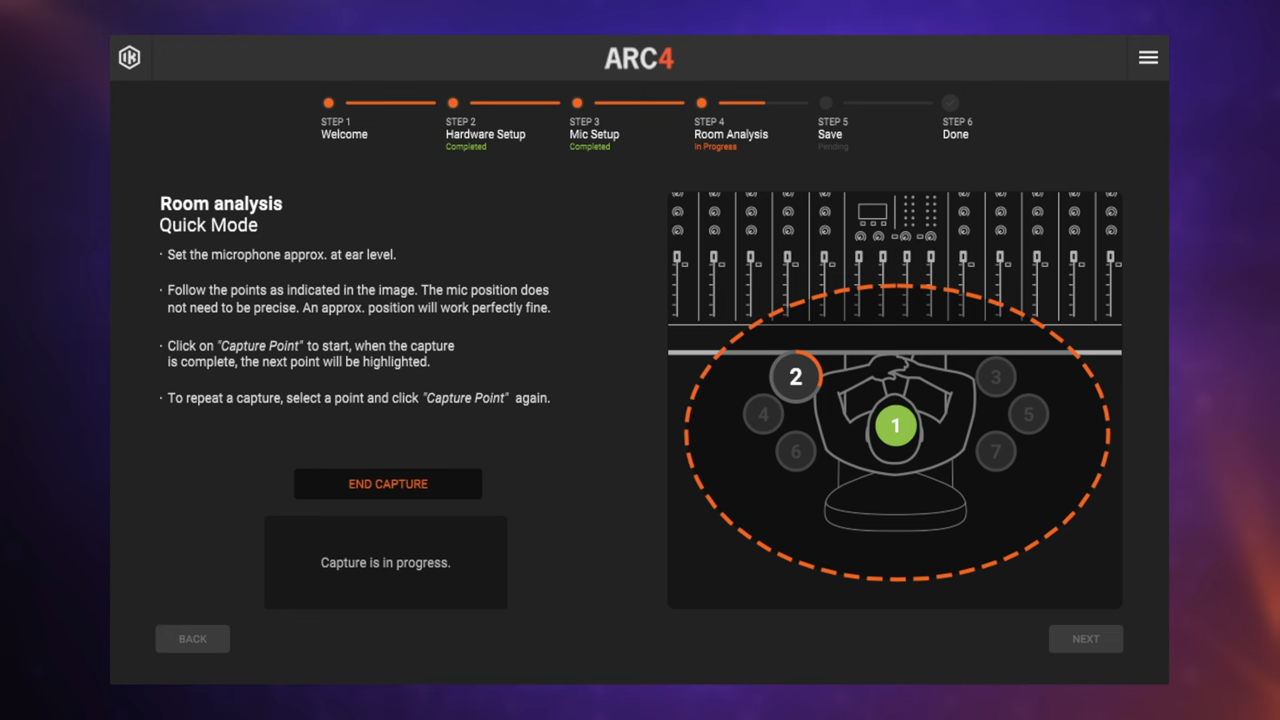 IK
ARC4
STEP 1
Welcome
STEP 2
Hardware Setup
Completed
STEP 3
Mic Setup
Completed
STEP 4
Room Analysis
In Progress
STEP 5
Save
Pending
STEP 6
Done
Room analysis
Quick Mode
· Set the microphone approx. at ear level.
· Follow the points as indicated in the image. The mic position does
not need to be precise. An approx. position will work perfectly fine.
· Click on "Capture Point" to start, when the capture
is complete, the next point will be highlighted.
· To repeat a capture, select a point and click "Capture Point" again.
END CAPTURE
Capture is in progress.
2
3
4
1
5
6
7
BACK
NEXT